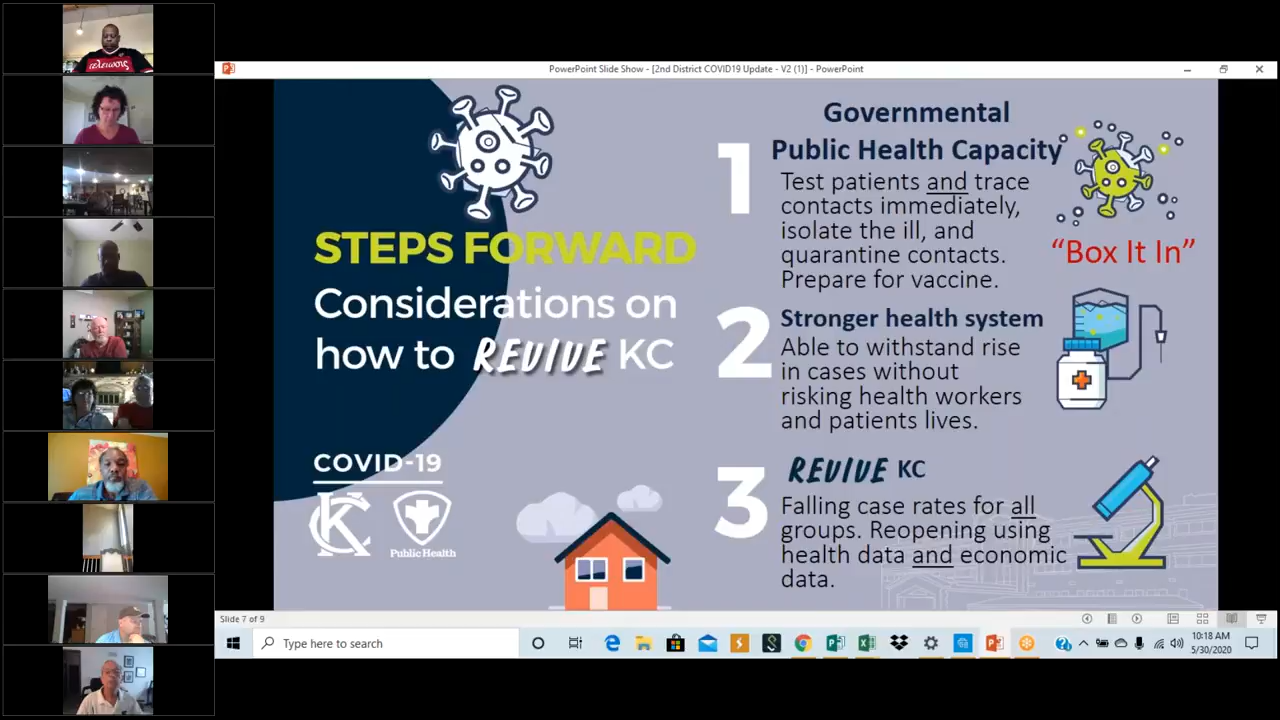 PowerPoint Slide Show - [2nd District COVID19 Update - V2 (1)] - PowerPoint
STEPS FORWARD
Considerations on
how to REVIVE KC
COVID-19
KC
Public Health
1
Governmental
Public Health Capacity
Test patients and trace
contacts immediately,
isolate the ill, and
quarantine contacts.
Prepare for vaccine.
“Box It In”
2
Stronger health system
Able to withstand rise
in cases without
risking health workers
and patients lives.
3
REVIVE KC
Falling case rates for all
groups. Reopening using
health data and economic
data.
Slide 7 of 9
Type here to search
10:18 AM
5/30/2020